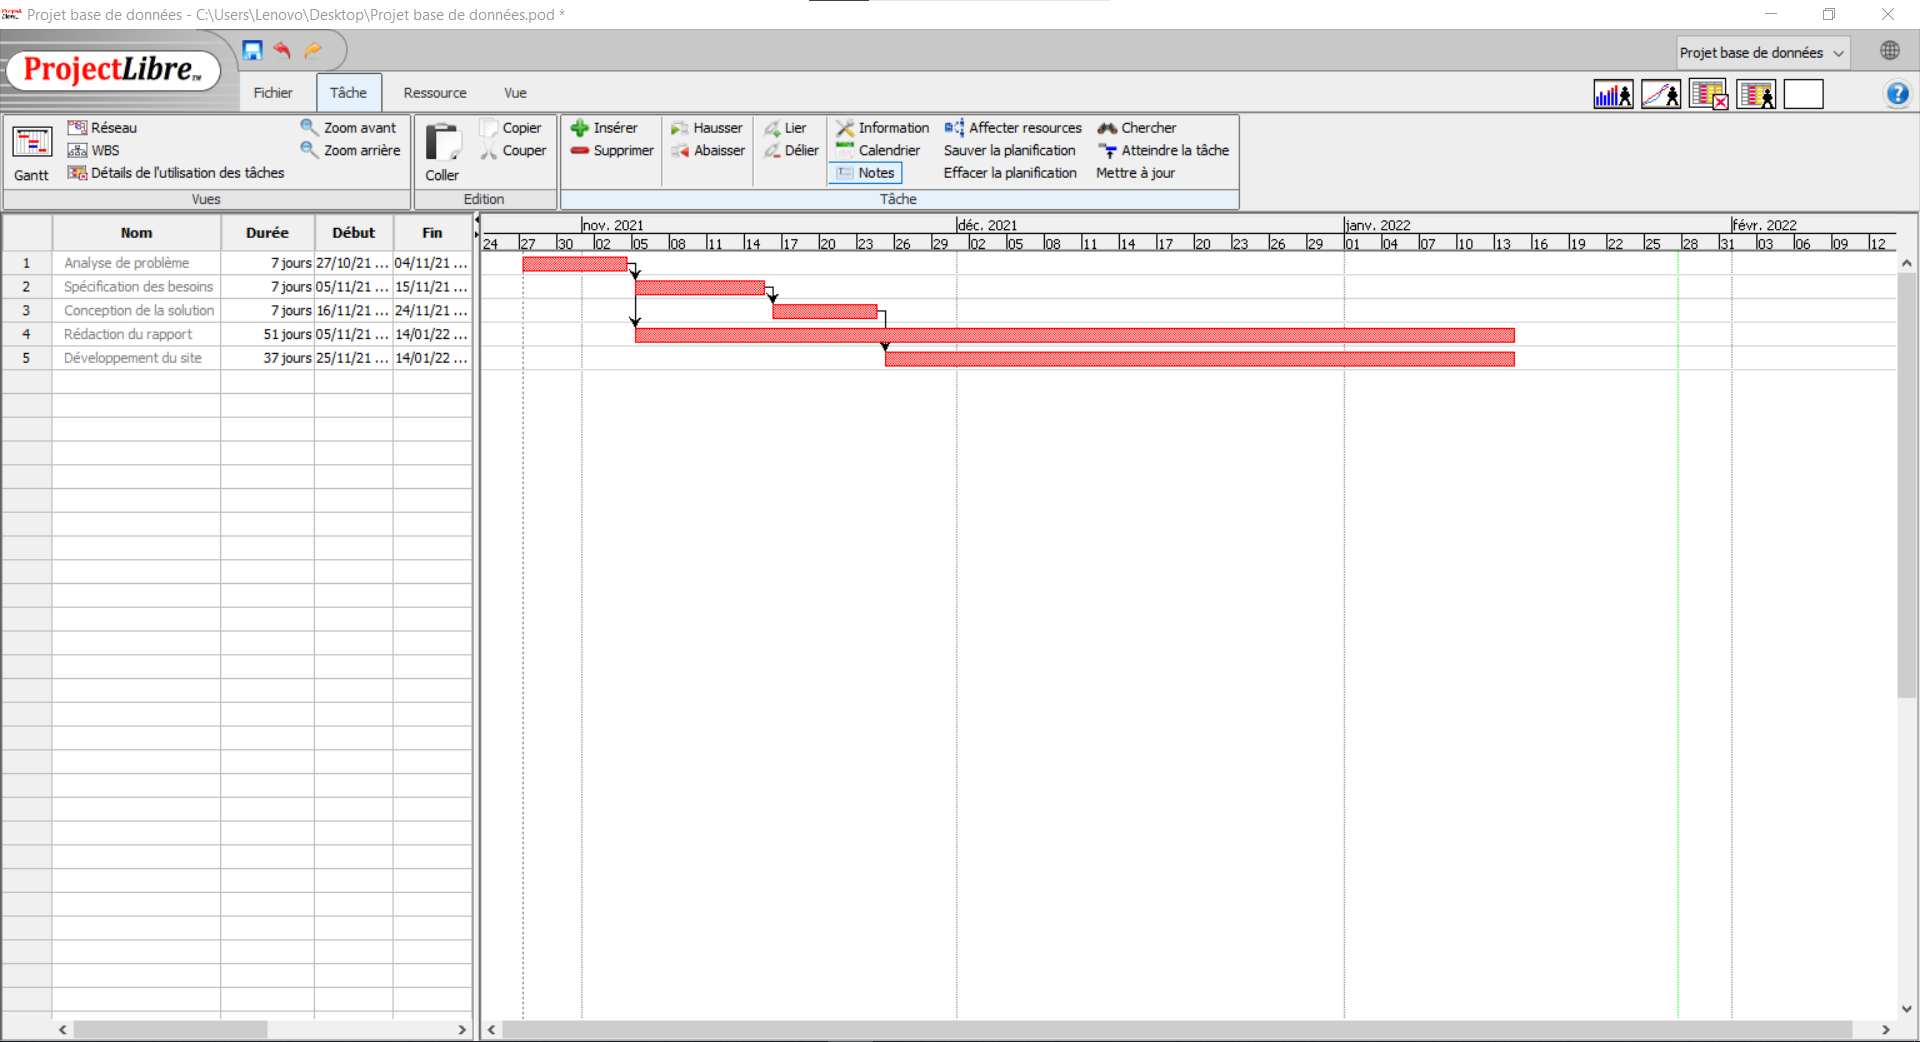 Projet base de données - C:\Users\Lenovo\Desktop\Projet base de données.pod *
ProjectLibre™
Projet base de données
Fichier Tâche Ressource Vue
Gantt
Réseau
WBS
Détails de l'utilisation des tâches
Zoom avant
Zoom arrière
Vues
Coller
Copier
Couper
Edition
Insérer
Supprimer
Hausser
Abaisser
Lier
Délier
Information
Calendrier
Notes
Affecter resources
Sauver la planification
Effacer la planification
Chercher
Atteindre la tâche
Mettre à jour
Tâche
Nom Durée Début Fin
1 Analyse de problème 7 jours 27/10/21 ... 04/11/21 ...
2 Spécification des besoins 7 jours 05/11/21 ... 15/11/21 ...
3 Conception de la solution 7 jours 16/11/21 ... 24/11/21 ...
4 Rédaction du rapport 51 jours 05/11/21 ... 14/01/22 ...
5 Développement du site 37 jours 25/11/21 ... 14/01/22 ...
nov. 2021 déc. 2021 janv. 2022 févr. 2022
24 27 30 02 05 08 11 14 17 20 23 26 29 02 05 08 11 14 17 20 23 26 29 01 04 07 10 13 16 19 22 25 28 31 03 06 09 12